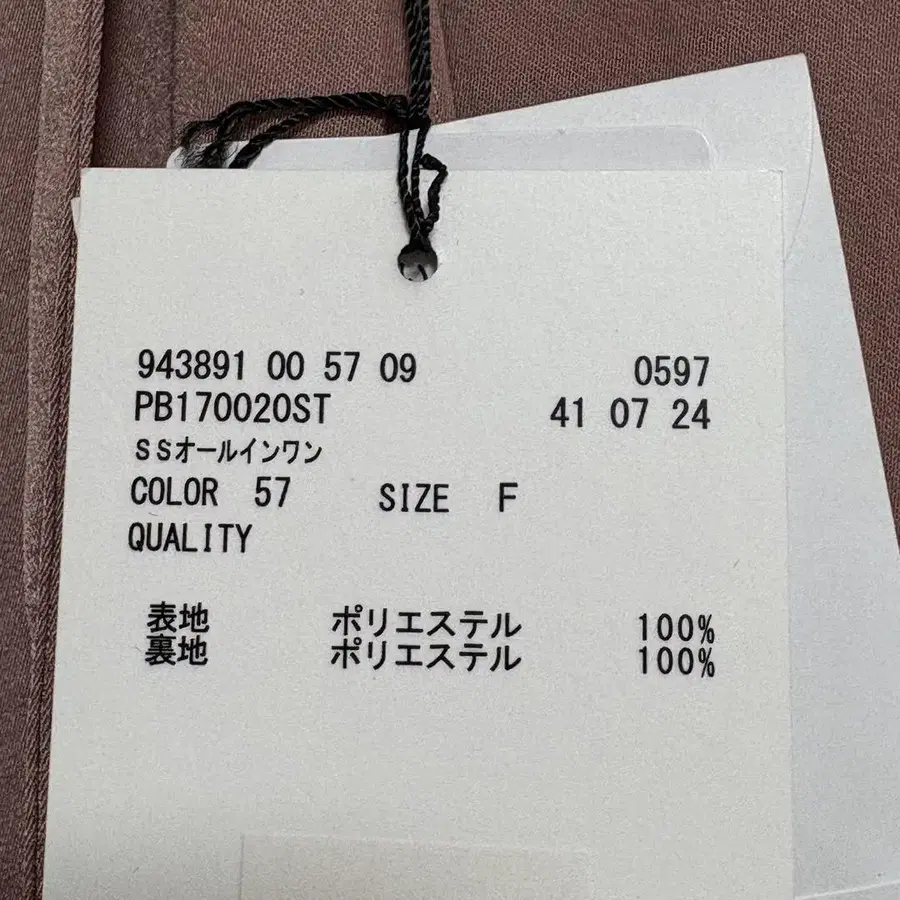 943891 00 57 09 0597
PB170020ST 41 07 24
SSオールインワン
COLOR 57 SIZE F
QUALITY
表地 ポリエステル 100%
裏地 ポリエステル 100%